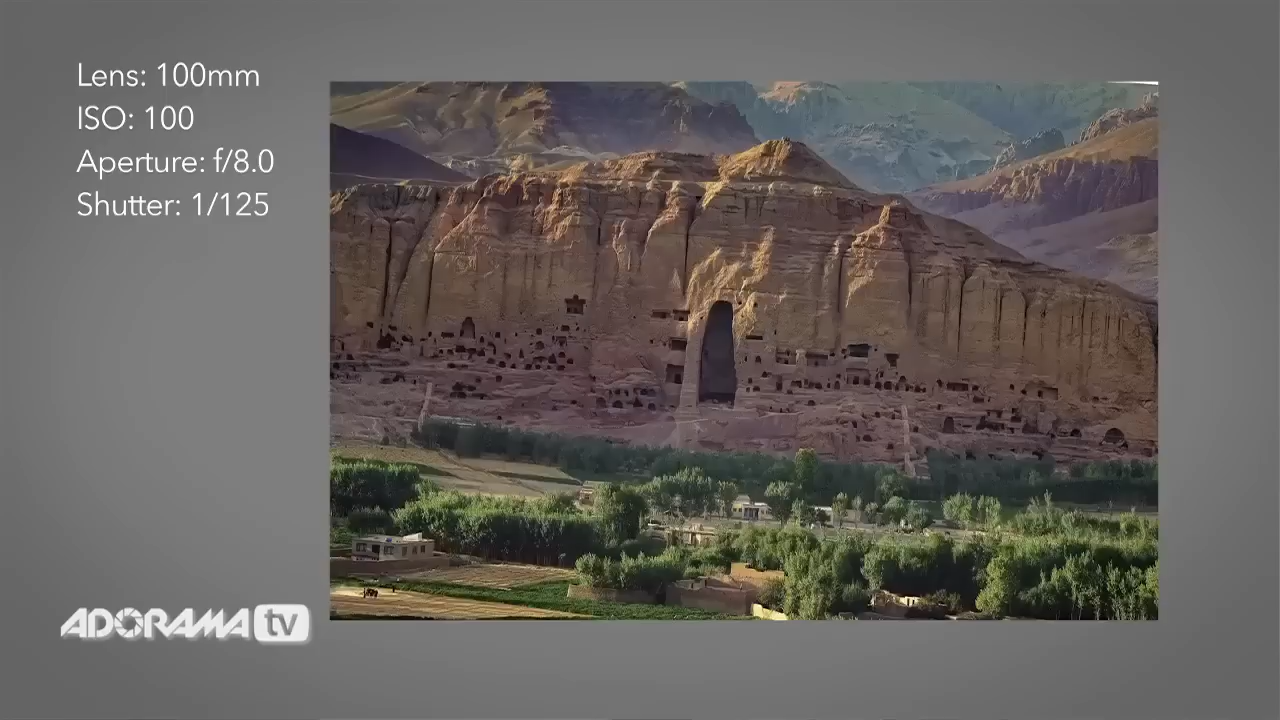 Lens: 100mm
ISO: 100
Aperture: f/8.0
Shutter: 1/125
ADORAMA tv